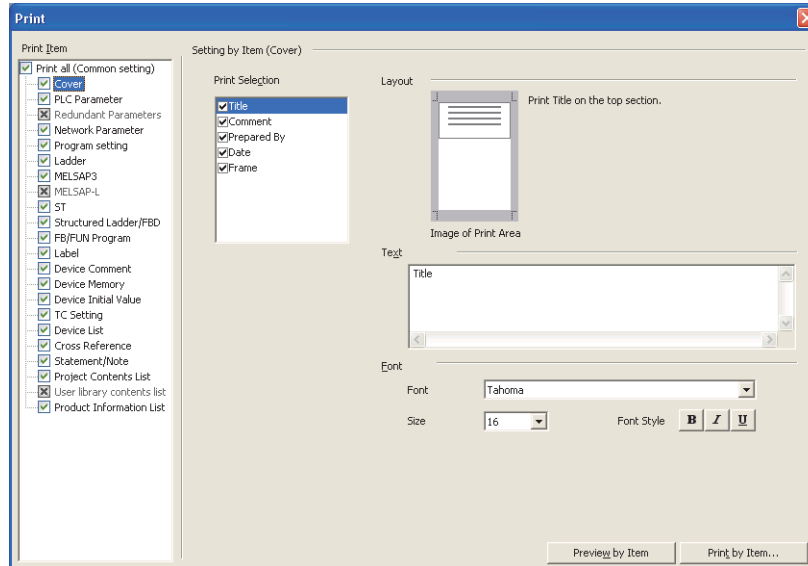 Print
Print Item
Print all (Common setting)
Cover
PLC Parameter
Redundant Parameters
Network Parameter
Program setting
Ladder
MELSAP3
MELSAP-L
ST
Structured Ladder/FBD
FB/FUN Program
Label
Device Comment
Device Memory
Device Initial Value
TC Setting
Device List
Cross Reference
Statement/Note
Project Contents List
User library contents list
Product Information List
Setting by Item (Cover)
Print Selection
Title
Comment
Prepared By
Date
Frame
Layout
Print Title on the top section.
Image of Print Area
Text
Title
Font
Font Tahoma
Size 16 Font Style B I U
Preview by Item Print by Item...